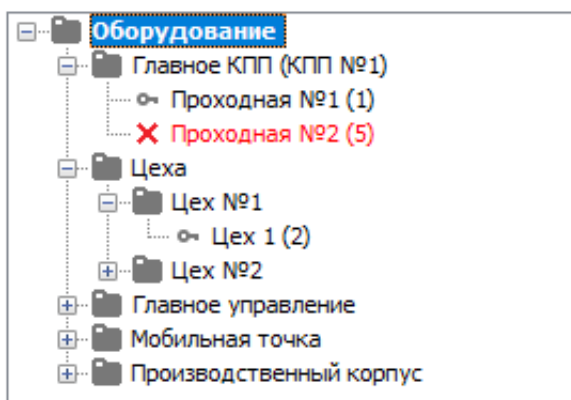 Оборудование
Главное КПП (КПП №1)
Проходная №1 (1)
Проходная №2 (5)
Цеха
Цех №1
Цех 1 (2)
Цех №2
Главное управление
Мобильная точка
Производственный корпус